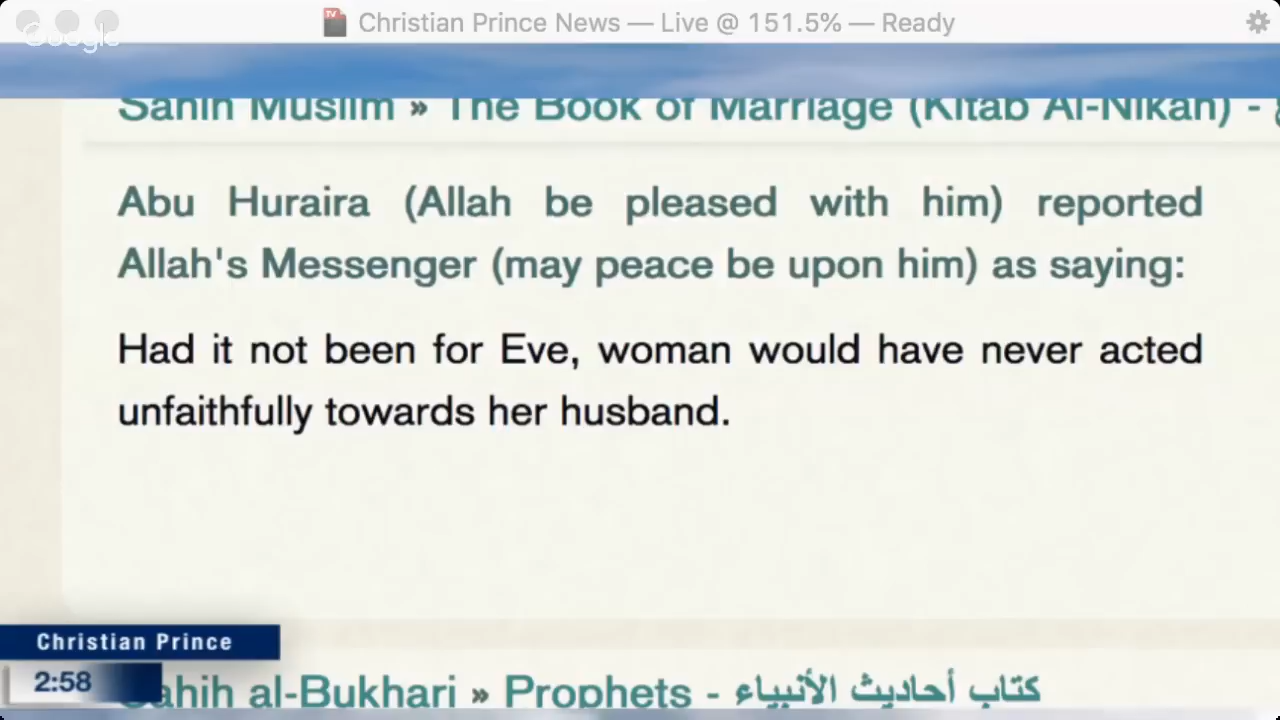 Christian Prince News — Live @ 151.5% — Ready
Google
Sahih Muslim » The Book of Marriage (Kitab Al-Nikah) -
Abu Huraira (Allah be pleased with him) reported
Allah's Messenger (may peace be upon him) as saying:
Had it not been for Eve, woman would have never acted
unfaithfully towards her husband.
Christian Prince
2:58
Sahih al-Bukhari » Prophets - كتاب أحاديث الأنبياء